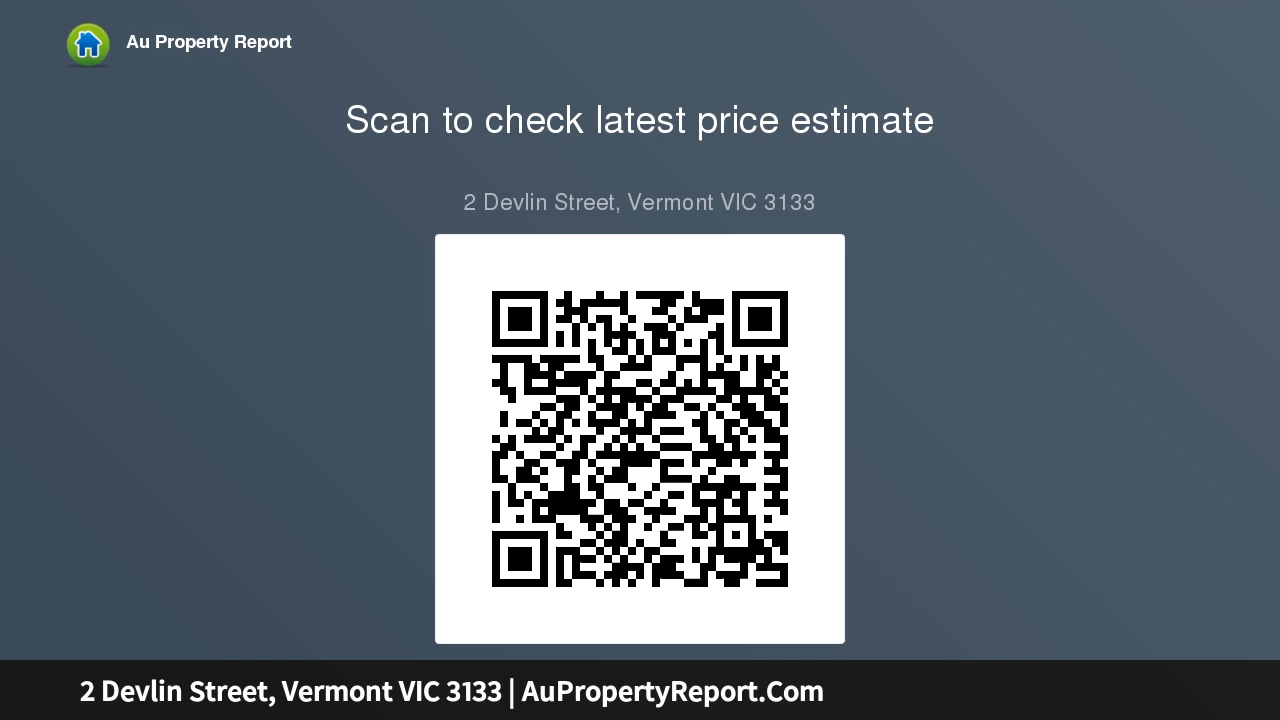 Au Property Report
Scan to check latest price estimate
2 Devlin Street, Vermont VIC 3133
2 Devlin Street, Vermont VIC 3133 | AuPropertyReport.Com